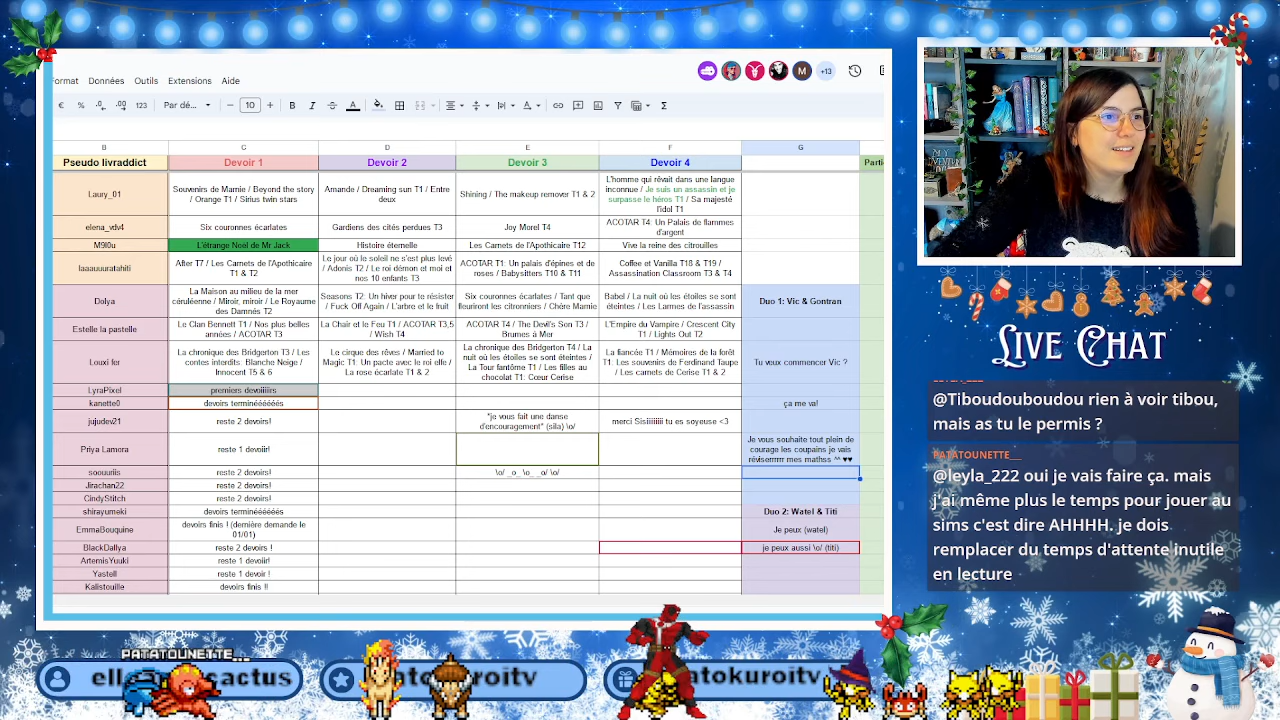 ormat Données Outils Extensions Aide
+13
€ % .0 .00 123 Par dé... - 10 + B I A
B C D E F G
Pseudo livraddict Devoir 1 Devoir 2 Devoir 3 Devoir 4 Parti
Laury_01
Souvenirs de Mamie / Beyond the story
/ Orange T1 / Sirius twin stars
Amande / Dreaming sun T1 / Entre
deux
Shining / The makeup remover T1 & 2
L'homme qui rêvait dans une langue
inconnue / Je suis un assassin et je
surpasse le héros T1 / Sa majesté
l'idol T1
elena_vdv4
Six couronnes écarlates
Gardiens des cités perdues T3
Joy Morel T4
ACOTAR T4: Un Palais de flammes
d'argent
M9l0u
L'étrange Noël de Mr Jack
Histoire éternelle
Les Carnets de l'Apothicaire T12
Vive la reine des citrouilles
laaauuuratahiti
After T7 / Les Carnets de l'Apothicaire
T1 & T2
Le jour où le soleil ne s'est plus levé
/ Adonis T2 / Le roi démon et moi et
nos 10 enfants T3
ACOTAR T1: Un palais d'épines et de
roses / Babysitters T10 & T11
Coffee et Vanilla T18 & T19 /
Assassination Classroom T3 & T4
Dolya
La Maison au milieu de la mer
céruléenne / Miroir, miroir / Le Royaume
des Damnés T2
Seasons T2: Un hiver pour te résister
/ Fuck Off Again / L'arbre et le fruit
Six couronnes écarlates / Tant que
fleuriront les citronniers / Chère Mamie
Babel / La nuit où les étoiles se sont
éteintes / Les Larmes de l'assassin
Duo 1: Vic & Gontran
Estelle la pastelle
Le Clan Bennett T1 / Nos plus belles
années / ACOTAR T3
La Chair et le Feu T1 / ACOTAR T3,5
/ Wish T4
ACOTAR T4 / The Devil's Son T3 /
Brumes à Mer
L'Empire du Vampire / Crescent City
T1 / Lights Out T2
Louxi fer
La chronique des Bridgerton T3 / Les
contes interdits: Blanche Neige /
Innocent T5 & 6
Le cirque des rêves / Married to
Magic T1: Un pacte avec le roi elfe /
La rose écarlate T1 & 2
La chronique des Bridgerton T4 / La
nuit où les étoiles se sont éteintes /
La Tour fantôme T1 / Les filles au
chocolat T1: Cœur Cerise
La fiancée T1 / Mémoires de la forêt
T1: Les souvenirs de Ferdinand Taupe
/ Les carnets de Cerise T1 & 2
Tu veux commencer Vic ?
LyraPixel
premiers devoiiiirs
kanette0
devoirs terminéééééés
ça me va!
jujudev21
reste 2 devoirs!
*je vous fait une danse
d'encouragement* (sila) \o/
merci Sisiiiiiiii tu es soyeuse <3
Priya Lamora
reste 1 devoiir!
Je vous souhaite tout plein de
courage les coupains je vais
réviserrrrrr mes mathss ^^ ♥♥
soouuriis
reste 2 devoirs!
\o/ _o_ \o_ _o/ \o/
Jirachan22
reste 2 devoirs!
CindyStitch
reste 2 devoirs!
shirayumeki
devoirs terminéééééés
Duo 2: Watel & Titi
EmmaBouquine
devoirs finis ! (dernière demande le
01/01)
Je peux (watel)
BlackDallya
reste 2 devoirs !
je peux aussi \o/ (titi)
ArtemisYuuki
reste 1 devoiir!
Yastell
reste 1 devoir !
Kalistouille
devoirs finis !!
LIVE CHAT
@Tiboudouboudou rien à voir tibou,
mais as tu le permis ?
PATATOUNETTE__
@leyla_222 oui je vais faire ça. mais
j'ai même plus le temps pour jouer au
sims c'est dire AHHHH. je dois
remplacer du temps d'attente inutile
en lecture
PATATOUNETTE...